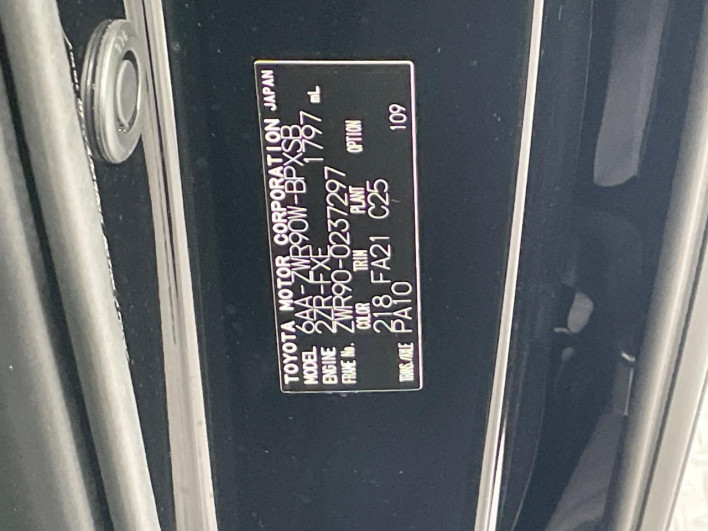 TOYOTA MOTOR CORPORATION JAPAN
MODEL 6AA-ZWR90W-BPXSB
ENGINE 2ZR-FXE 1797 mL
FRAME No. ZWR90-0237297
COLOR TRIM PLANT OPTION
218 FA21 C25
TRANS./AXLE PA10 109